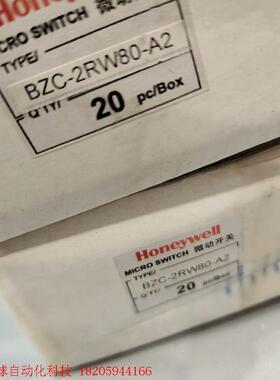 Honeywell
MICRO SWITCH 微动开关
TYPE/
BZC-2RW80-A2
QTY/ 20 pc/Box
Honeywell
MICRO SWITCH 微动开关
TYPE/
BZC-2RW80-A2
QTY/ 20 pc/Box
球自动化科技 18205944166